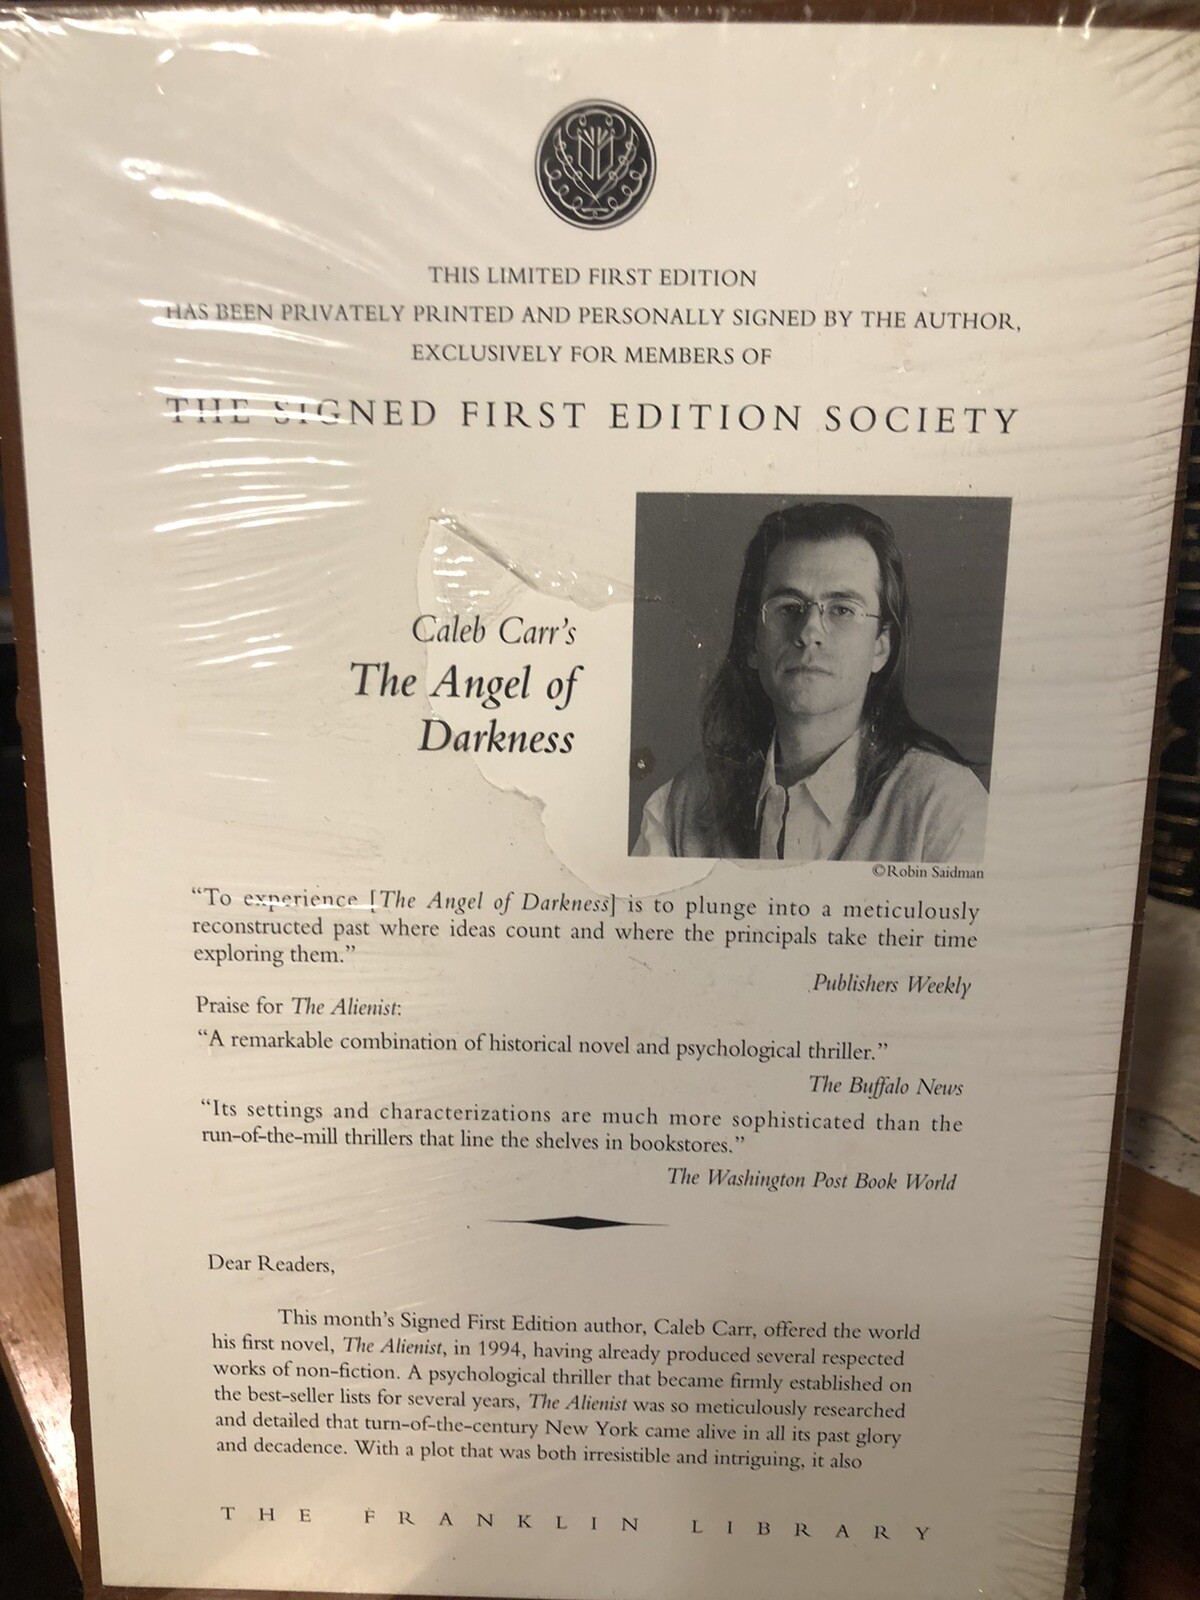 THIS LIMITED FIRST EDITION
HAS BEEN PRIVATELY PRINTED AND PERSONALLY SIGNED BY THE AUTHOR,
EXCLUSIVELY FOR MEMBERS OF
THE SIGNED FIRST EDITION SOCIETY
Caleb Carr's
The Angel of
Darkness
©Robin Saidman
“To experience [The Angel of Darkness] is to plunge into a meticulously
reconstructed past where ideas count and where the principals take their time
exploring them.”
Publishers Weekly
Praise for The Alienist:
“A remarkable combination of historical novel and psychological thriller.”
The Buffalo News
“Its settings and characterizations are much more sophisticated than the
run-of-the-mill thrillers that line the shelves in bookstores.”
The Washington Post Book World
Dear Readers,
This month's Signed First Edition author, Caleb Carr, offered the world
his first novel, The Alienist, in 1994, having already produced several respected
works of non-fiction. A psychological thriller that became firmly established on
the best-seller lists for several years, The Alienist was so meticulously researched
and detailed that turn-of-the-century New York came alive in all its past glory
and decadence. With a plot that was both irresistible and intriguing, it also
THE FRANKLIN LIBRARY